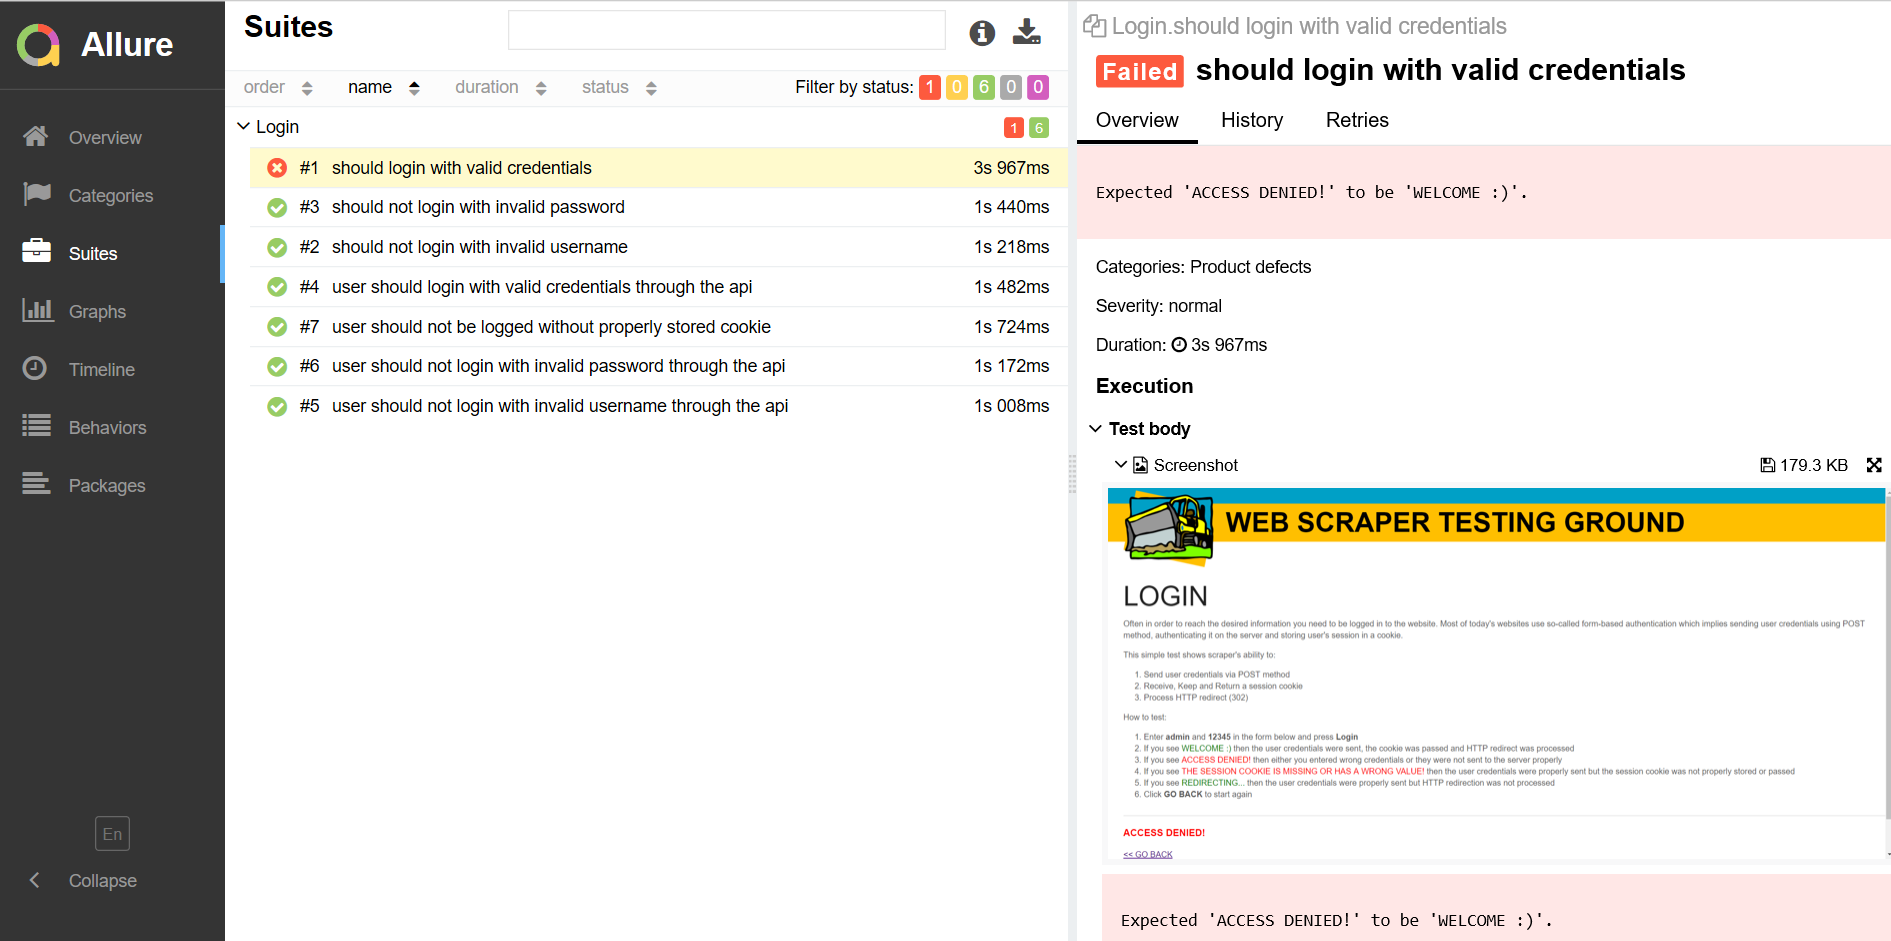 Allure
Overview
Categories
Suites
Graphs
Timeline
Behaviors
Packages
En
Collapse
Suites
order name duration status Filter by status: 1 0 6 0 0
Login 1 6
#1 should login with valid credentials 3s 967ms
#3 should not login with invalid password 1s 440ms
#2 should not login with invalid username 1s 218ms
#4 user should login with valid credentials through the api 1s 482ms
#7 user should not be logged without properly stored cookie 1s 724ms
#6 user should not login with invalid password through the api 1s 172ms
#5 user should not login with invalid username through the api 1s 008ms
Login.should login with valid credentials
Failed should login with valid credentials
Overview History Retries
Expected 'ACCESS DENIED!' to be 'WELCOME :)'.
Categories: Product defects
Severity: normal
Duration: 3s 967ms
Execution
Test body
Screenshot 179.3 KB
WEB SCRAPER TESTING GROUND
LOGIN
Often in order to reach the desired information you need to be logged in to the website. Most of today's websites use so-called form-based authentication which implies sending user credentials using POST
method, authenticating it on the server and storing user's session in a cookie.
This simple test shows scraper's ability to:
1. Send user credentials via POST method
2. Receive, Keep and Return a session cookie
3. Process HTTP redirect (302)
How to test:
1. Enter admin and 12345 in the form below and press Login
2. If you see WELCOME :) then the user credentials were sent, the cookie was passed and HTTP redirect was processed
3. If you see ACCESS DENIED! then either you entered wrong credentials or they were not sent to the server properly
4. If you see THE SESSION COOKIE IS MISSING OR HAS A WRONG VALUE! then the user credentials were properly sent but the session cookie was not properly stored or passed
5. If you see REDIRECTING... then the user credentials were properly sent but HTTP redirection was not processed
6. Click GO BACK to start again
ACCESS DENIED!
<< GO BACK
Expected 'ACCESS DENIED!' to be 'WELCOME :)'.